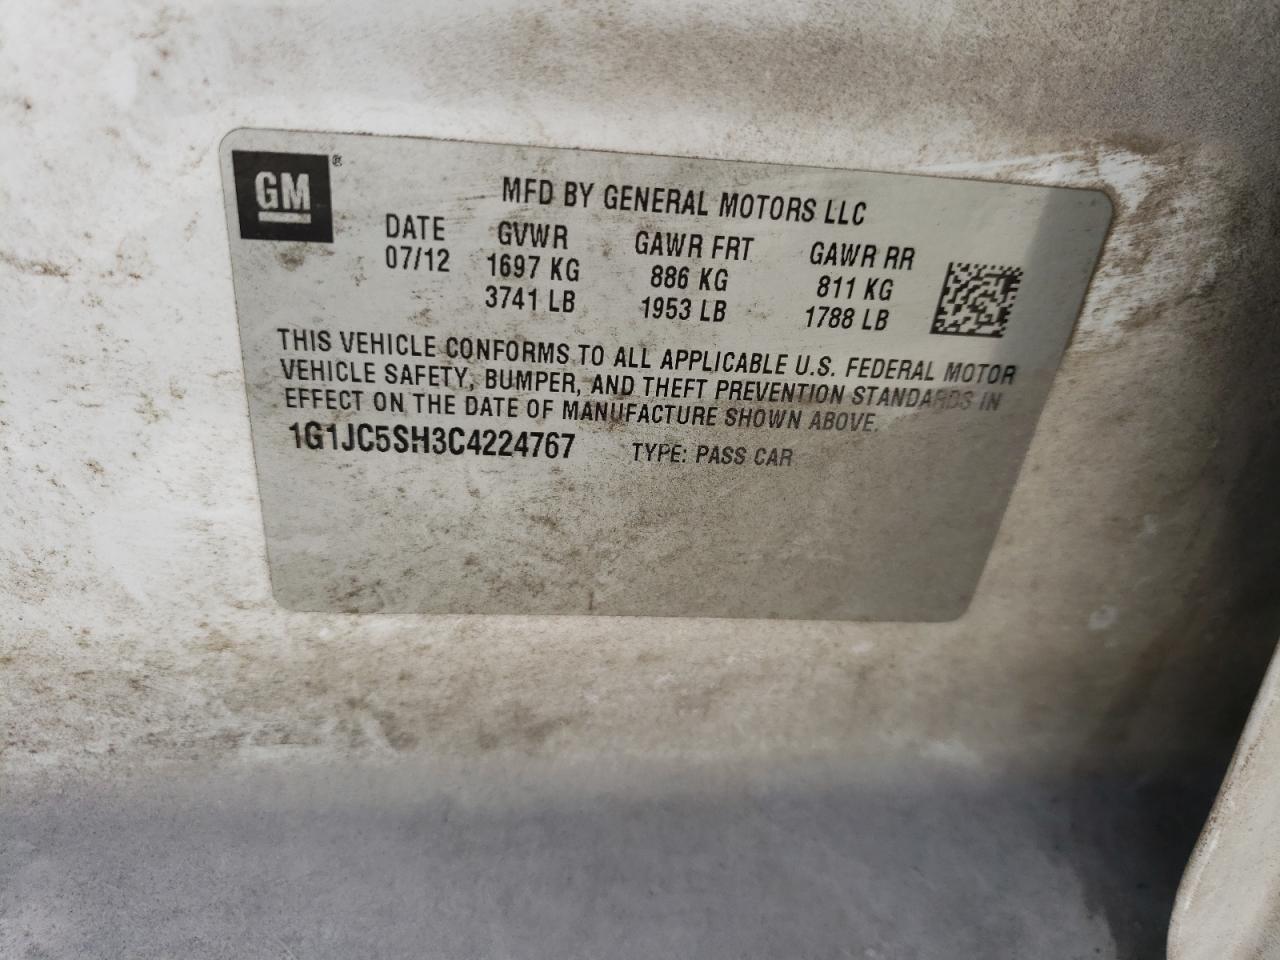 GM®
MFD BY GENERAL MOTORS LLC
DATE GVWR GAWR FRT GAWR RR
07/12 1697 KG 886 KG 811 KG
3741 LB 1953 LB 1788 LB
THIS VEHICLE CONFORMS TO ALL APPLICABLE U.S. FEDERAL MOTOR
VEHICLE SAFETY, BUMPER, AND THEFT PREVENTION STANDARDS IN
EFFECT ON THE DATE OF MANUFACTURE SHOWN ABOVE.
1G1JC5SH3C4224767 TYPE: PASS CAR